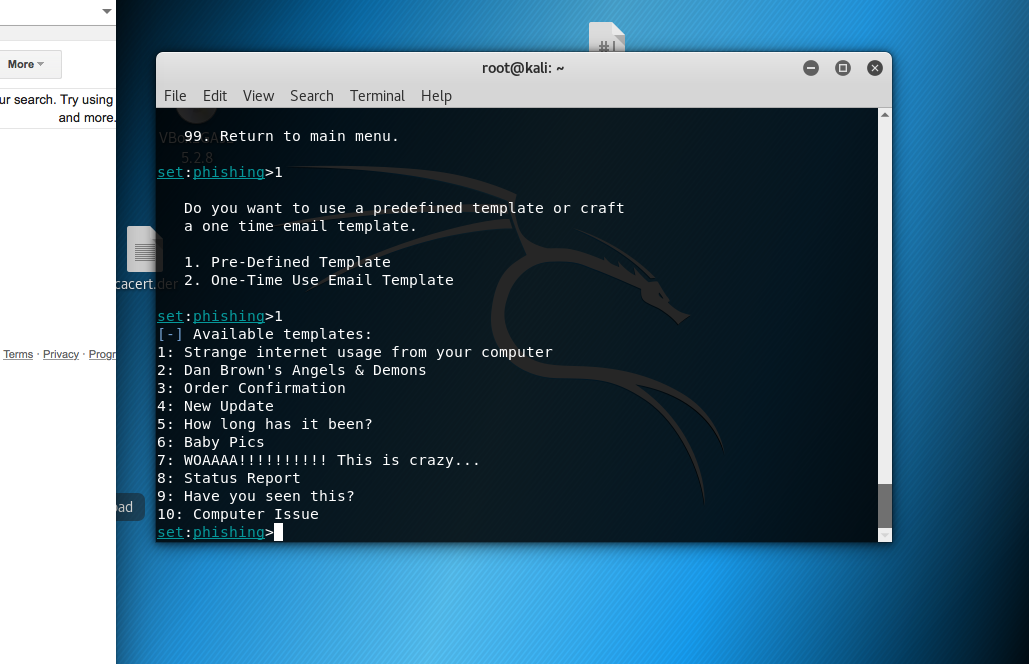 More
ur search. Try using
and more.
Terms · Privacy · Progr
#!
root@kali: ~
File Edit View Search Terminal Help
5.2.8
cacert.der
oad
99. Return to main menu.
set:phishing>1
Do you want to use a predefined template or craft
a one time email template.
1. Pre-Defined Template
2. One-Time Use Email Template
set:phishing>1
[-] Available templates:
1: Strange internet usage from your computer
2: Dan Brown's Angels & Demons
3: Order Confirmation
4: New Update
5: How long has it been?
6: Baby Pics
7: WOAAAA!!!!!!!!!! This is crazy...
8: Status Report
9: Have you seen this?
10: Computer Issue
set:phishing>